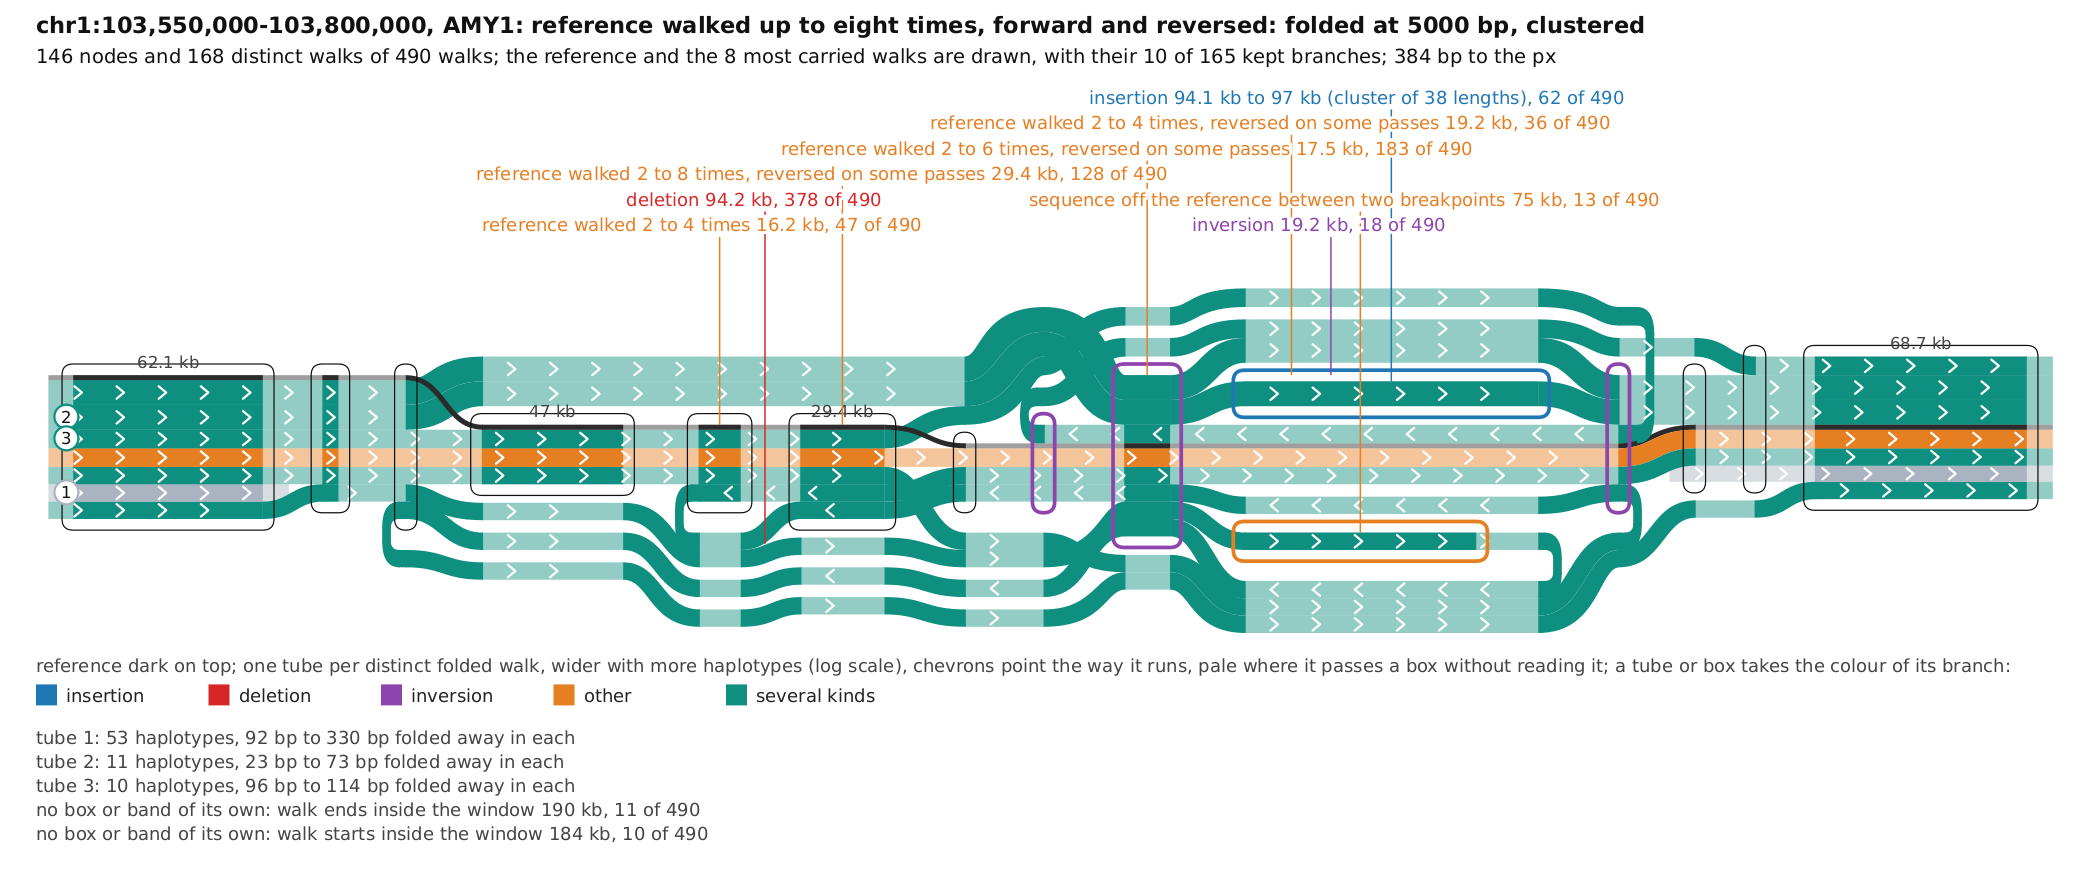 chr1:103,550,000-103,800,000, AMY1: reference walked up to eight times, forward and reversed: folded at 5000 bp, clustered
146 nodes and 168 distinct walks of 490 walks; the reference and the 8 most carried walks are drawn, with their 10 of 165 kept branches; 384 bp to the px
insertion 94.1 kb to 97 kb (cluster of 38 lengths), 62 of 490
reference walked 2 to 4 times, reversed on some passes 19.2 kb, 36 of 490
reference walked 2 to 6 times, reversed on some passes 17.5 kb, 183 of 490
reference walked 2 to 8 times, reversed on some passes 29.4 kb, 128 of 490
deletion 94.2 kb, 378 of 490
sequence off the reference between two breakpoints 75 kb, 13 of 490
reference walked 2 to 4 times 16.2 kb, 47 of 490
inversion 19.2 kb, 18 of 490
62.1 kb
68.7 kb
47 kb
29.4 kb
2
3
1
reference dark on top; one tube per distinct folded walk, wider with more haplotypes (log scale), chevrons point the way it runs, pale where it passes a box without reading it; a tube or box takes the colour of its branch:
insertion
deletion
inversion
other
several kinds
tube 1: 53 haplotypes, 92 bp to 330 bp folded away in each
tube 2: 11 haplotypes, 23 bp to 73 bp folded away in each
tube 3: 10 haplotypes, 96 bp to 114 bp folded away in each
no box or band of its own: walk ends inside the window 190 kb, 11 of 490
no box or band of its own: walk starts inside the window 184 kb, 10 of 490